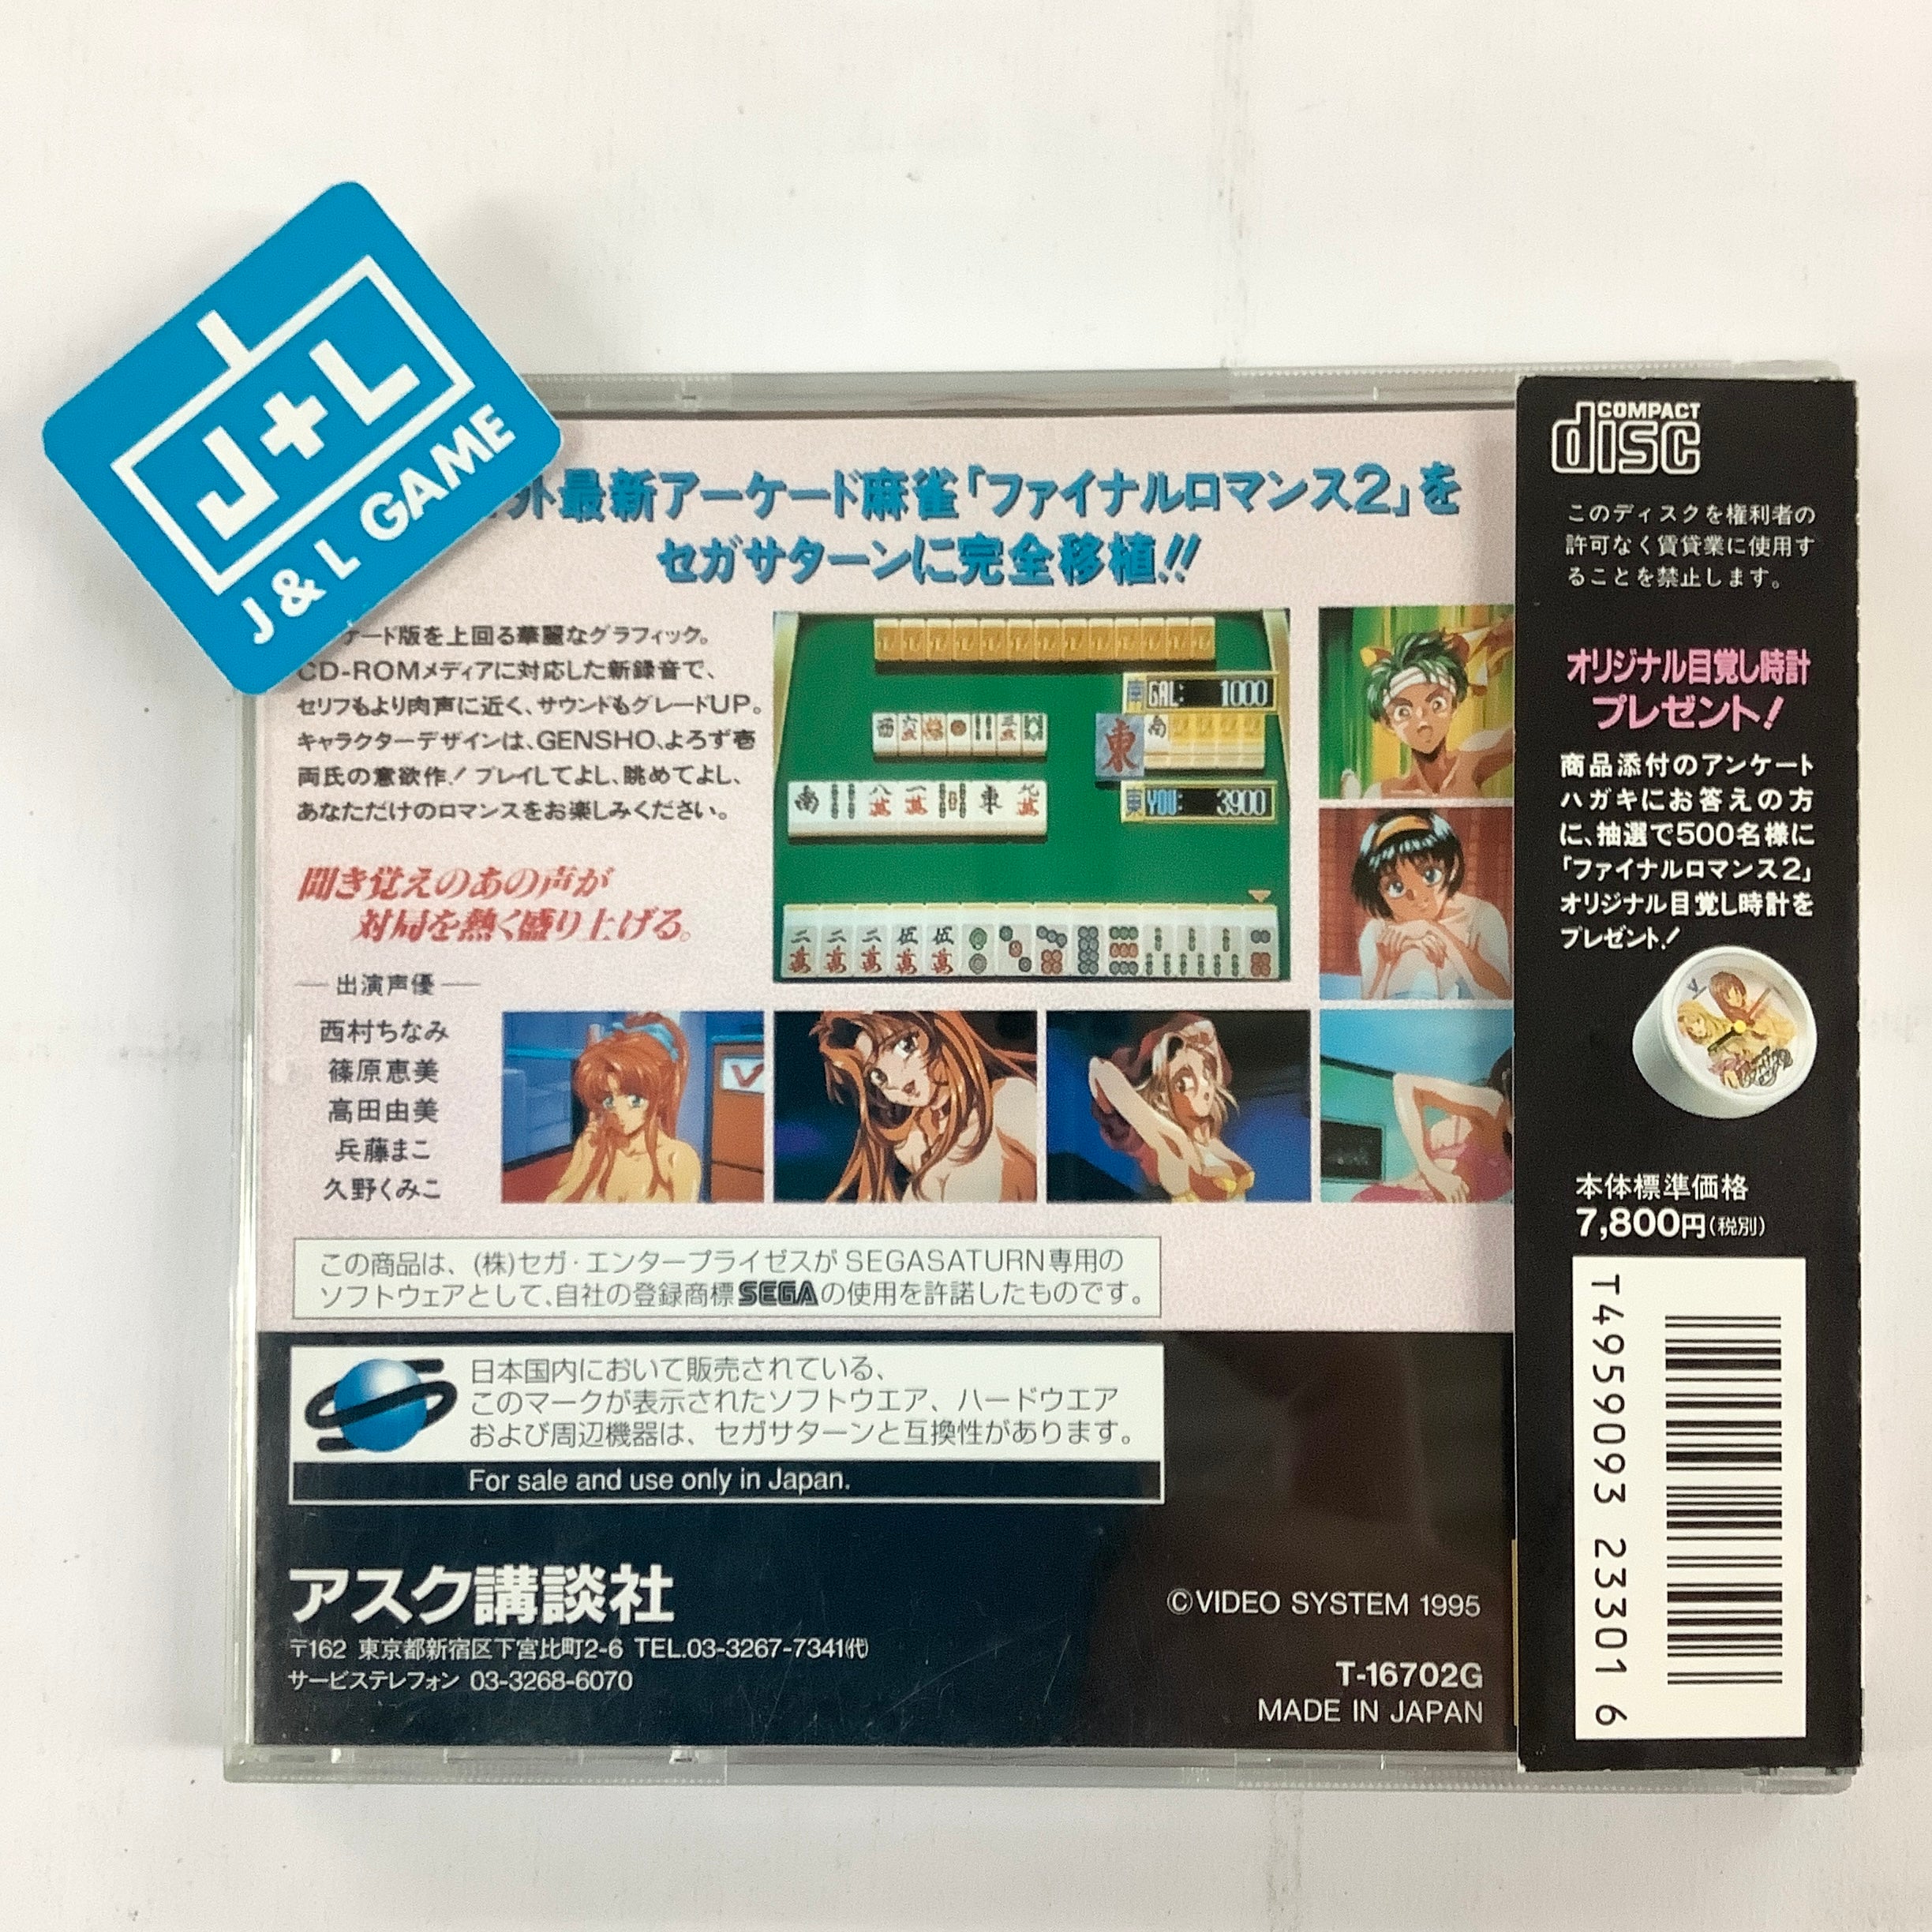 J+L
J&L GAME
外最新アーケード麻雀「ファイナルロマンス2」を
セガサターンに完全移植!!
ード版を上回る華麗なグラフィック。
CD-ROMメディアに対応した新録音で、
セリフもより肉声に近く、サウンドもグレードUP。
キャラクターデザインは、GENSHO、よろず壱
両氏の意欲作!プレイしてよし、眺めてよし、
あなただけのロマンスをお楽しみください。
聞き覚えのあの声が
対局を熱く盛り上げる。
出演声優
西村ちなみ
篠原恵美
高田由美
兵藤まこ
久野くみこ
南 GAL: 1000
東
東 YOU: 3900
この商品は、(株)セガ・エンタープライゼスがSEGASATURN専用の
ソフトウェアとして、自社の登録商標SEGAの使用を許諾したものです。
日本国内において販売されている、
このマークが表示されたソフトウエア、ハードウエア
および周辺機器は、セガサターンと互換性があります。
For sale and use only in Japan.
アスク講談社
〒162 東京都新宿区下宮比町2-6 TEL.03-3267-7341(代)
サービステレフォン 03-3268-6070
©VIDEO SYSTEM 1995
T-16702G
MADE IN JAPAN
COMPACT
disc
このディスクを権利者の
許可なく賃貸業に使用す
ることを禁止します。
オリジナル目覚し時計
プレゼント!
商品添付のアンケート
ハガキにお答えの方
に、抽選で500名様に
「ファイナルロマンス2」
オリジナル目覚し時計を
プレゼント!
本体標準価格
7,800円(税別)
T4959093 23301 6